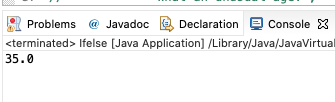 Problems @ Javadoc Declaration Console
<terminated> Ifelse [Java Application] /Library/Java/JavaVirtual
35.0